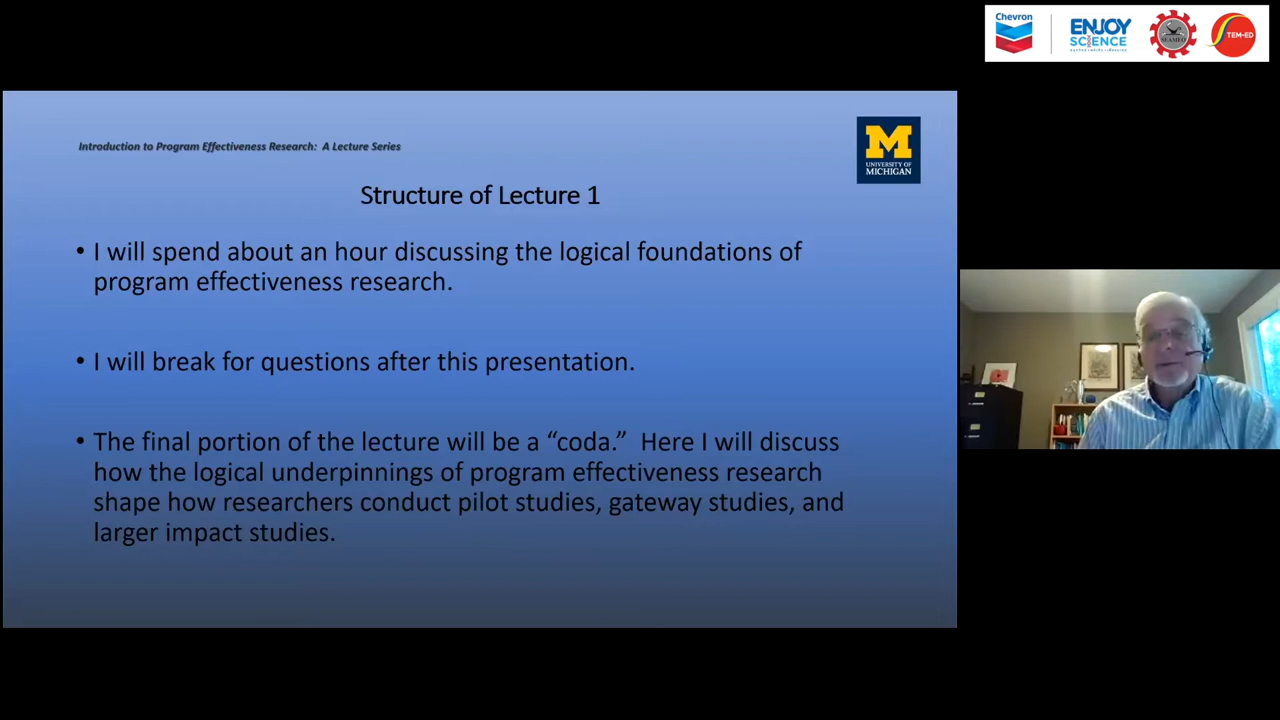 Chevron
ENJOY
SCIENCE
SEAMEO
TEM-ED
Introduction to Program Effectiveness Research: A Lecture Series
M
UNIVERSITY OF
MICHIGAN
Structure of Lecture 1
• I will spend about an hour discussing the logical foundations of
program effectiveness research.
• I will break for questions after this presentation.
• The final portion of the lecture will be a “coda.” Here I will discuss
how the logical underpinnings of program effectiveness research
shape how researchers conduct pilot studies, gateway studies, and
larger impact studies.